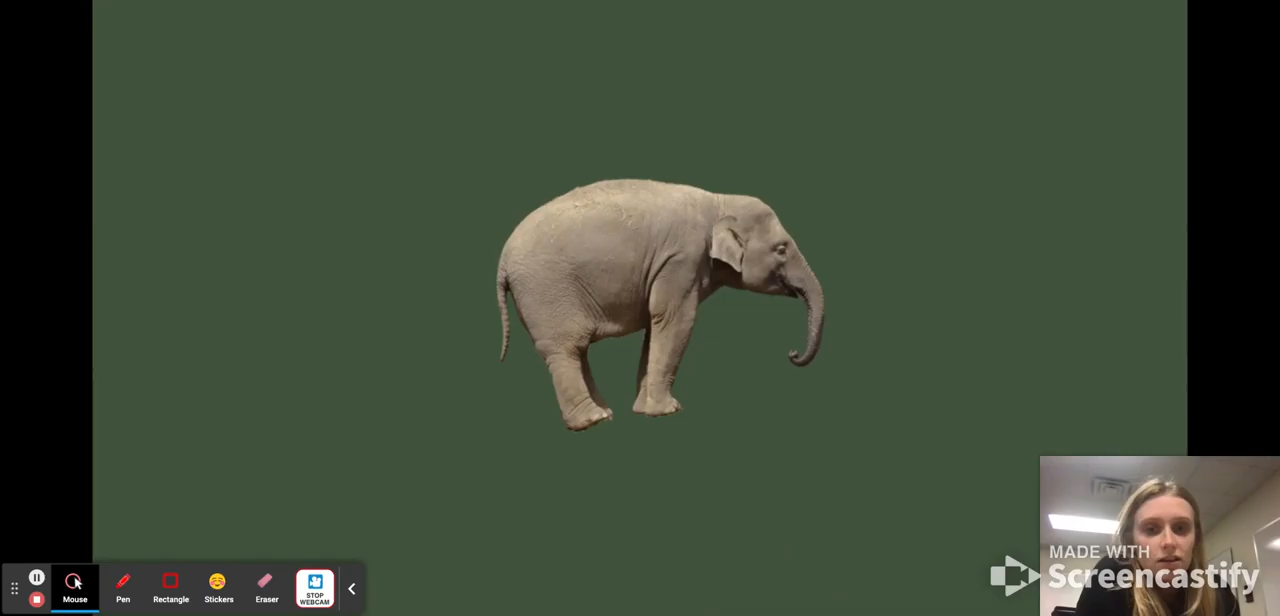 MADE WITH
Screencastify
Mouse
Pen
Rectangle
Stickers
Eraser
STOP
WEBCAM